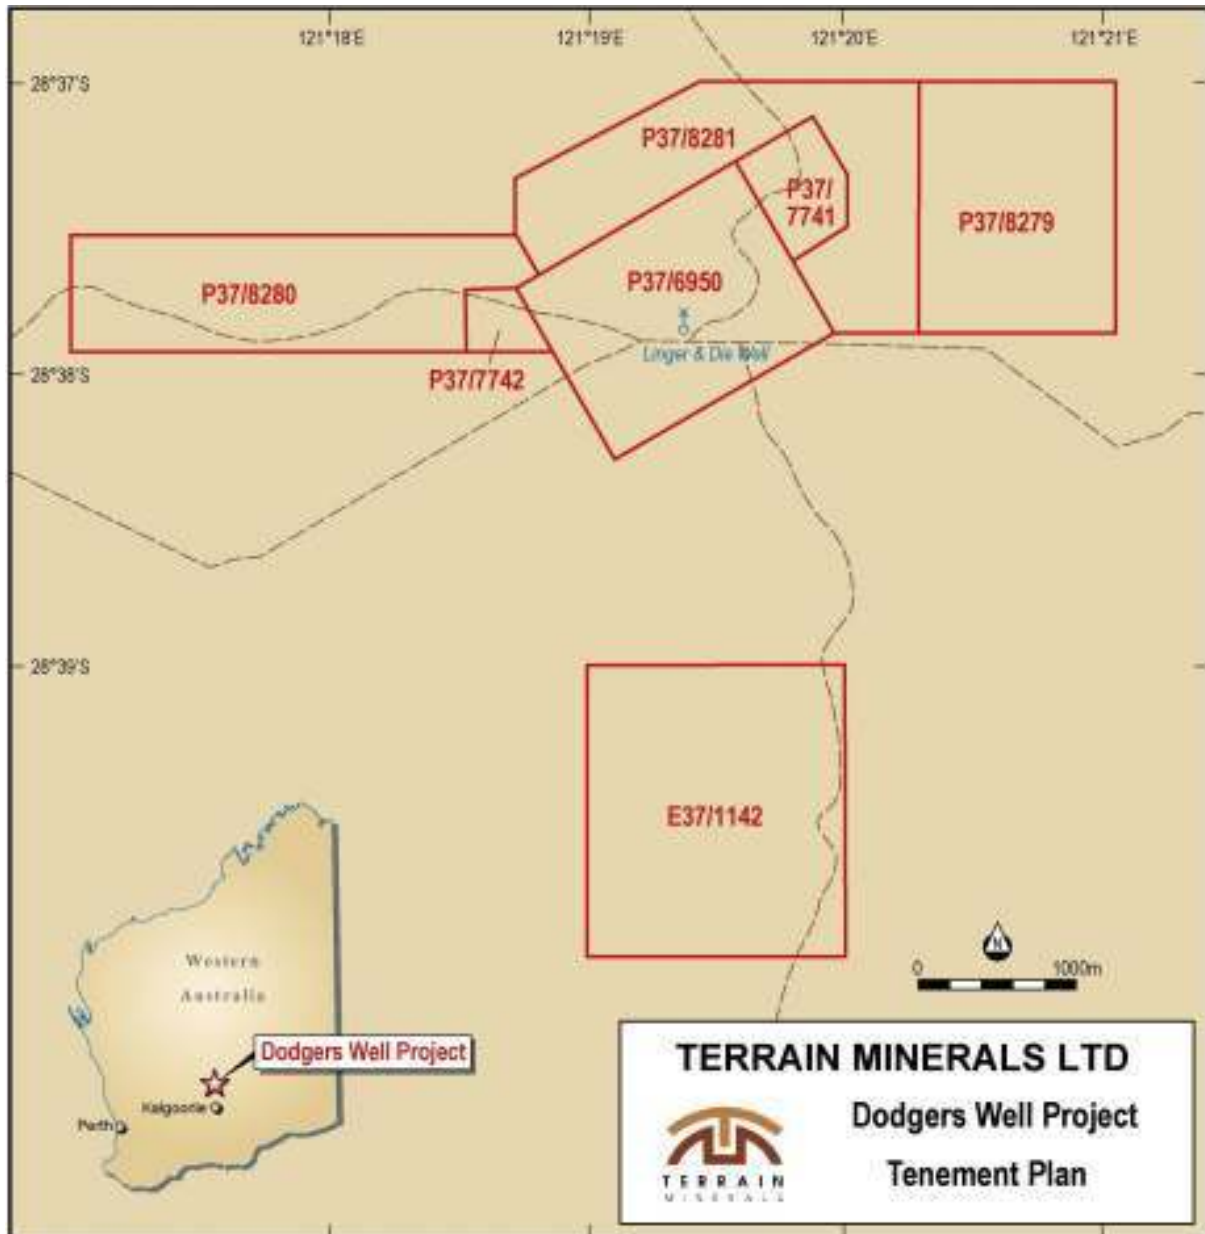 121°18'E
121°19'E
121°20'E
121°21'E
28°37'S
P37/8281
P37/
7741
P37/8279
P37/8280
P37/6950
Linger & Die Well
P37/7742
28°38'S
28°39'S
E37/1142
Western
Australia
N
0
1000m
Dodgers Well Project
Kalgoorlie
Perth
TERRAIN MINERALS LTD
Dodgers Well Project
Tenement Plan
TERRAIN
MINERALS